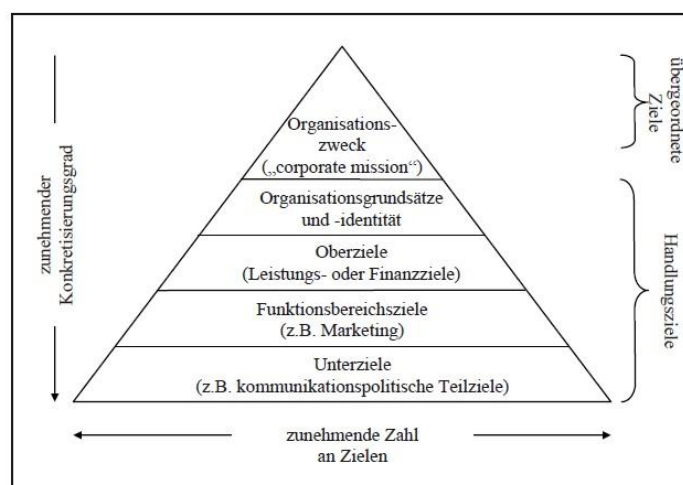 zunehmender
Konkretisierungsgrad
Organisations-
zweck
(„corporate mission“)
Organisationsgrundsätze
und -identität
Oberziele
(Leistungs- oder Finanzziele)
Funktionsbereichsziele
(z.B. Marketing)
Unterziele
(z.B. kommunikationspolitische Teilziele)
übergeordnete
Ziele
Handlungsziele
zunehmende Zahl
an Zielen